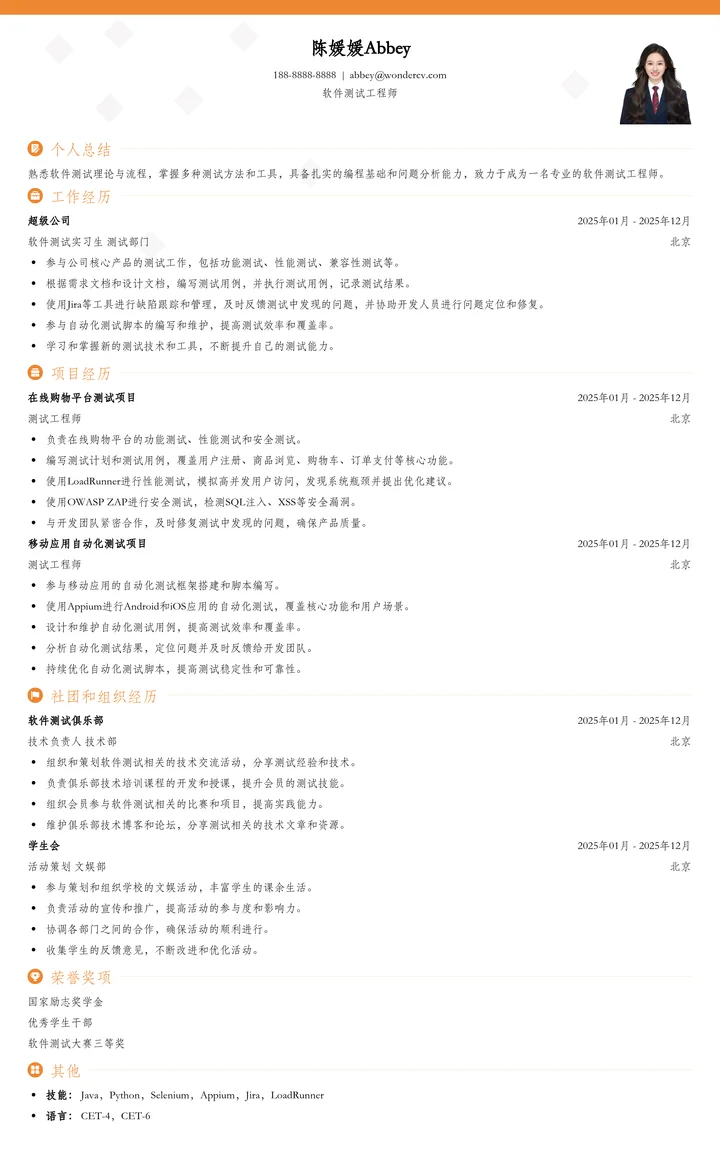 陈媛媛Abbey
188-8888-8888 | abbey@wondercv.com
软件测试工程师
个人总结
熟悉软件测试理论与流程，掌握多种测试方法和工具，具备扎实的编程基础和问题分析能力，致力于成为一名专业的软件测试工程师。
工作经历
超级公司 2025年01月 - 2025年12月
软件测试实习生 测试部门 北京
• 参与公司核心产品的测试工作，包括功能测试、性能测试、兼容性测试等。
• 根据需求文档和设计文档，编写测试用例，并执行测试用例，记录测试结果。
• 使用Jira等工具进行缺陷跟踪和管理，及时反馈测试中发现的问题，并协助开发人员进行问题定位和修复。
• 参与自动化测试脚本的编写和维护，提高测试效率和覆盖率。
• 学习和掌握新的测试技术和工具，不断提升自己的测试能力。
项目经历
在线购物平台测试项目 2025年01月 - 2025年12月
测试工程师 北京
• 负责在线购物平台的功能测试、性能测试和安全测试。
• 编写测试计划和测试用例，覆盖用户注册、商品浏览、购物车、订单支付等核心功能。
• 使用LoadRunner进行性能测试，模拟高并发用户访问，发现系统瓶颈并提出优化建议。
• 使用OWASP ZAP进行安全测试，检测SQL注入、XSS等安全漏洞。
• 与开发团队紧密合作，及时修复测试中发现的问题，确保产品质量。
移动应用自动化测试项目 2025年01月 - 2025年12月
测试工程师 北京
• 参与移动应用的自动化测试框架搭建和脚本编写。
• 使用Appium进行Android和iOS应用的自动化测试，覆盖核心功能和用户场景。
• 设计和维护自动化测试用例，提高测试效率和覆盖率。
• 分析自动化测试结果，定位问题并及时反馈给开发团队。
• 持续优化自动化测试脚本，提高测试稳定性和可靠性。
社团和组织经历
软件测试俱乐部 2025年01月 - 2025年12月
技术负责人 技术部 北京
• 组织和策划软件测试相关的技术交流活动，分享测试经验和技术。
• 负责俱乐部技术培训课程的开发和授课，提升会员的测试技能。
• 组织会员参与软件测试相关的比赛和项目，提高实践能力。
• 维护俱乐部技术博客和论坛，分享测试相关的技术文章和资源。
学生会 2025年01月 - 2025年12月
活动策划 文娱部 北京
• 参与策划和组织学校的文娱活动，丰富学生的课余生活。
• 负责活动的宣传和推广，提高活动的参与度和影响力。
• 协调各部门之间的合作，确保活动的顺利进行。
• 收集学生的反馈意见，不断改进和优化活动。
荣誉奖项
国家励志奖学金
优秀学生干部
软件测试大赛三等奖
其他
• 技能： Java，Python，Selenium，Appium，Jira，LoadRunner
• 语言： CET-4，CET-6